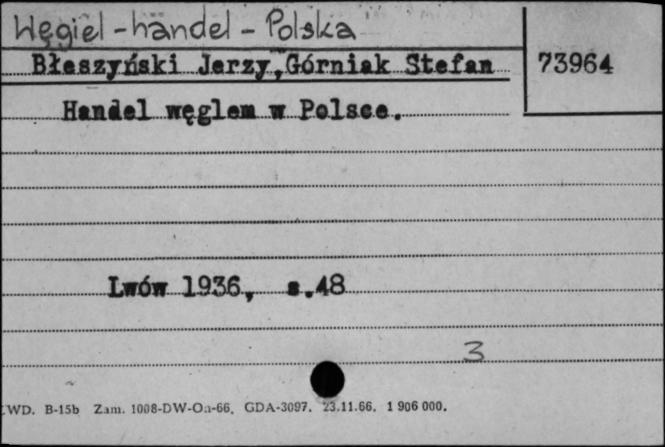 Węgiel - handel - Polska
Błeszyński Jerzy, Górniak Stefan
73964
Handel węglem w Polsce.
Lwów 1936, s.48
3
WD. B-15b Zam. 1008-DW-On-66. GDA-3097. 23.11.66. 1 906 000.